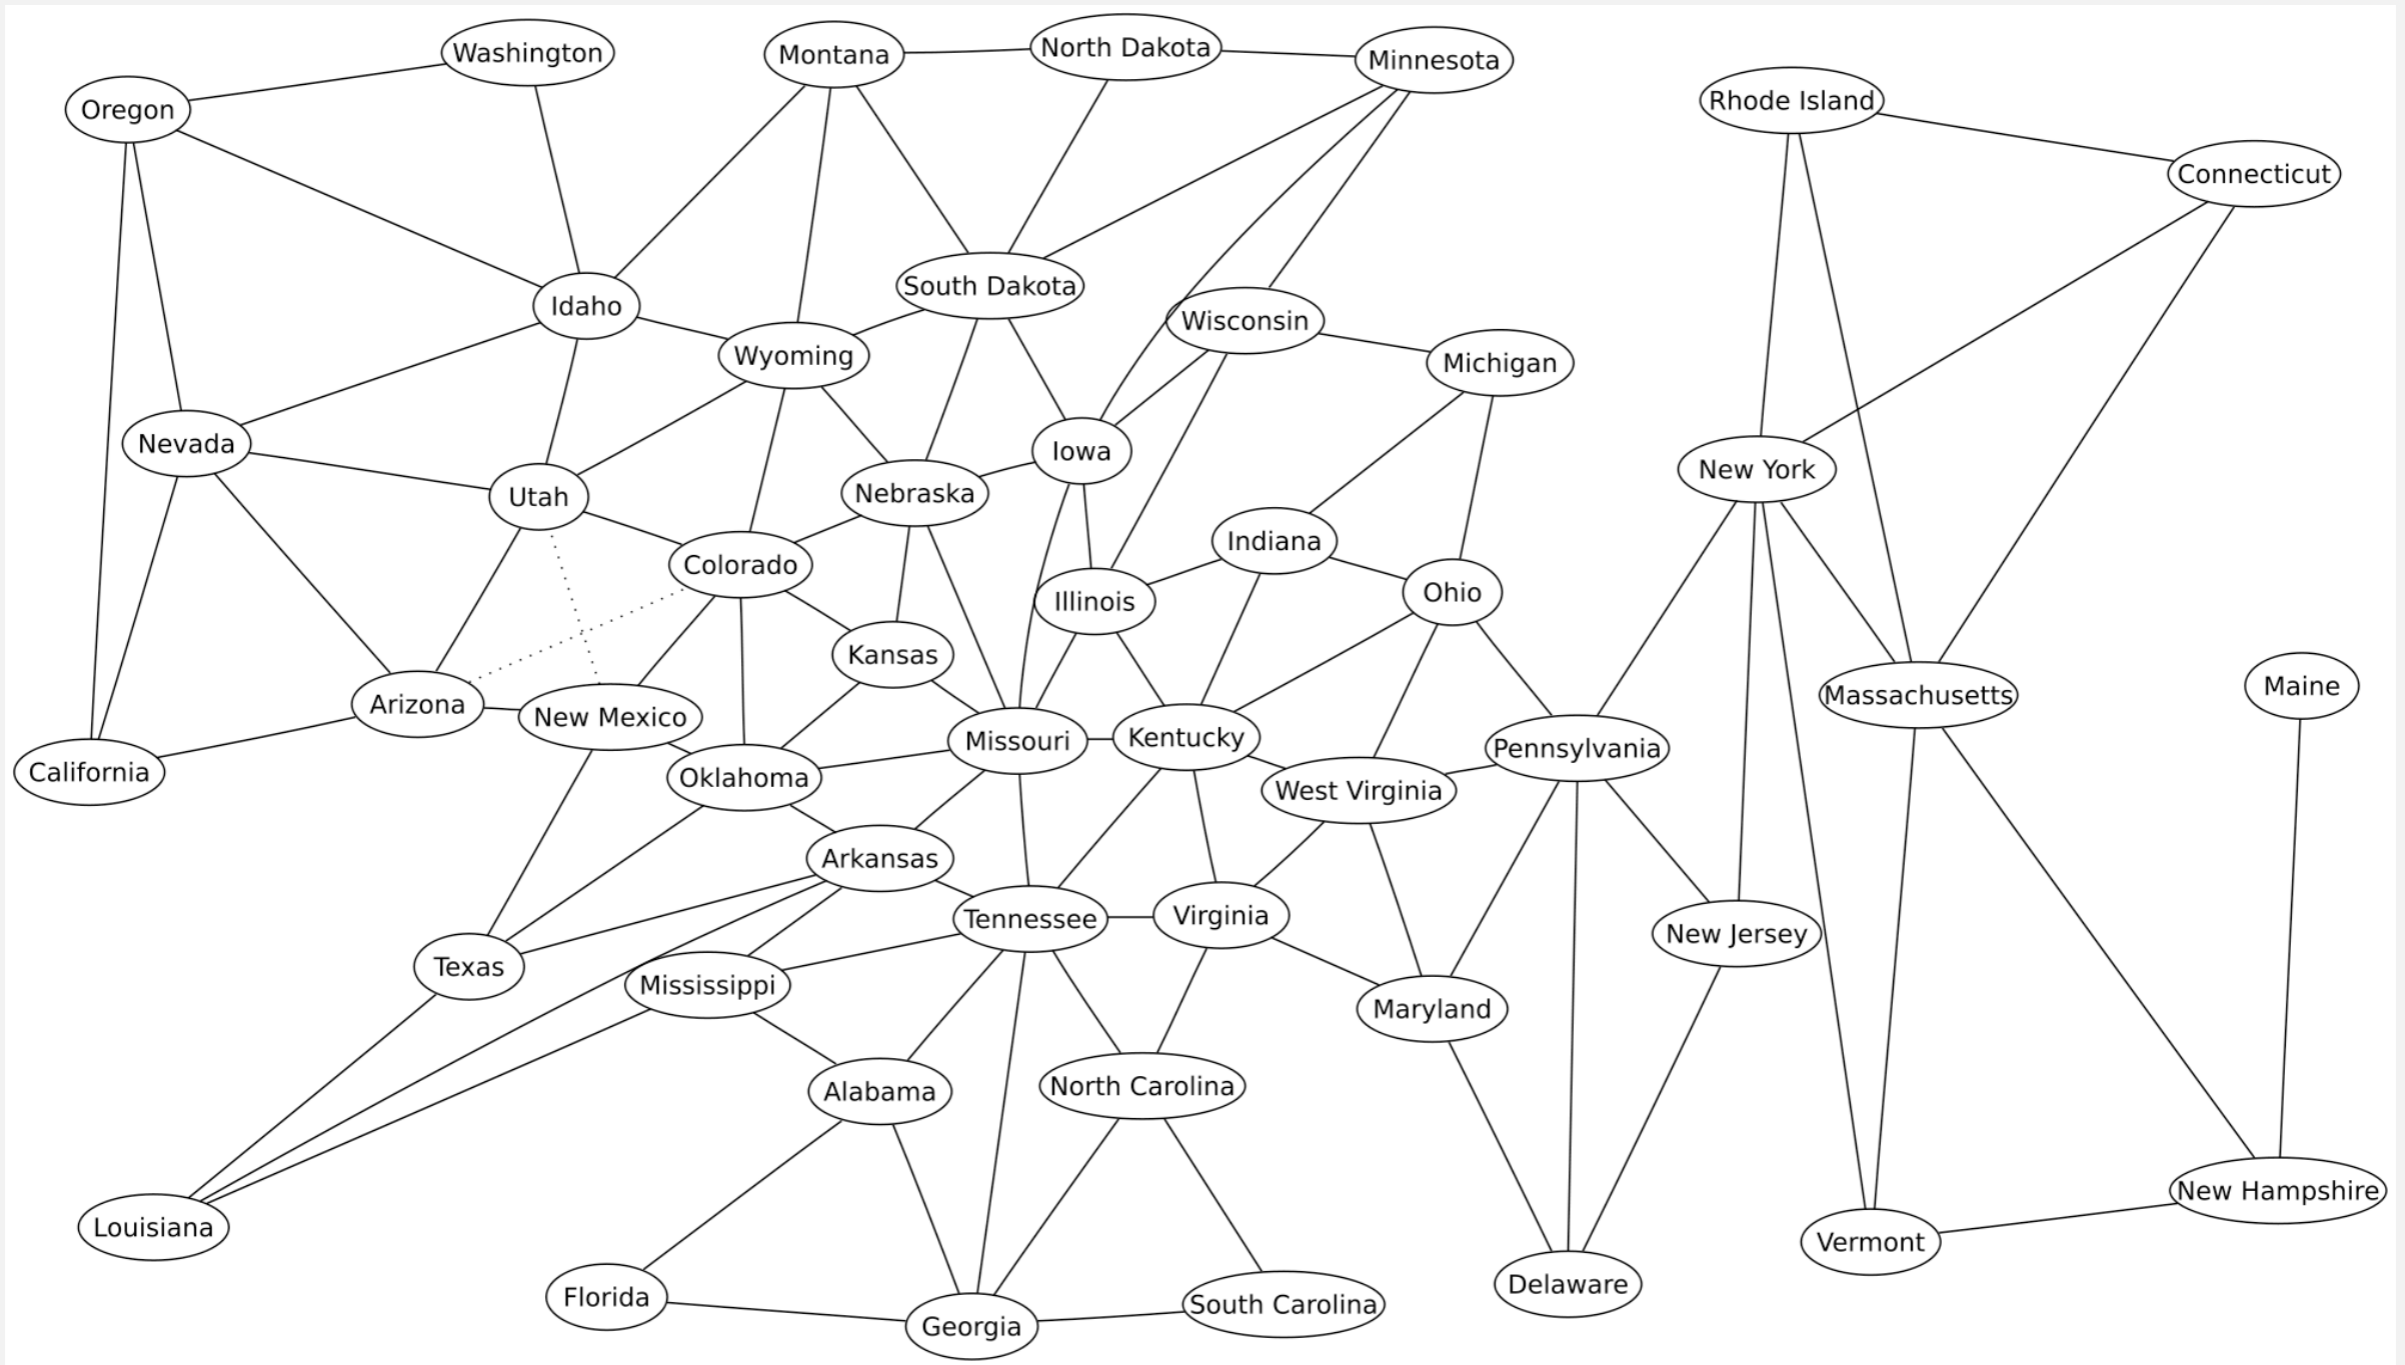 Washington
Montana
North Dakota
Minnesota
Oregon
Rhode Island
Connecticut
Idaho
South Dakota
Wisconsin
Wyoming
Michigan
Nevada
Iowa
New York
Utah
Nebraska
Indiana
Colorado
Ohio
Illinois
Kansas
Maine
Massachusetts
Arizona
New Mexico
Missouri
Kentucky
Pennsylvania
California
Oklahoma
West Virginia
Arkansas
Tennessee
Virginia
New Jersey
Texas
Mississippi
Maryland
Alabama
North Carolina
New Hampshire
Louisiana
Vermont
Delaware
Florida
South Carolina
Georgia